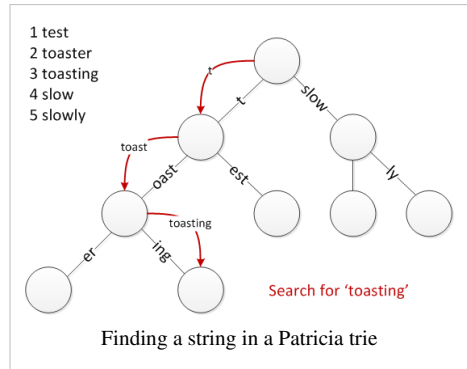 1 test
2 toaster
3 toasting
4 slow
5 slowly
t
t
slow
toast
oast
est
ly
toasting
er
ing
Search for 'toasting'
Finding a string in a Patricia trie